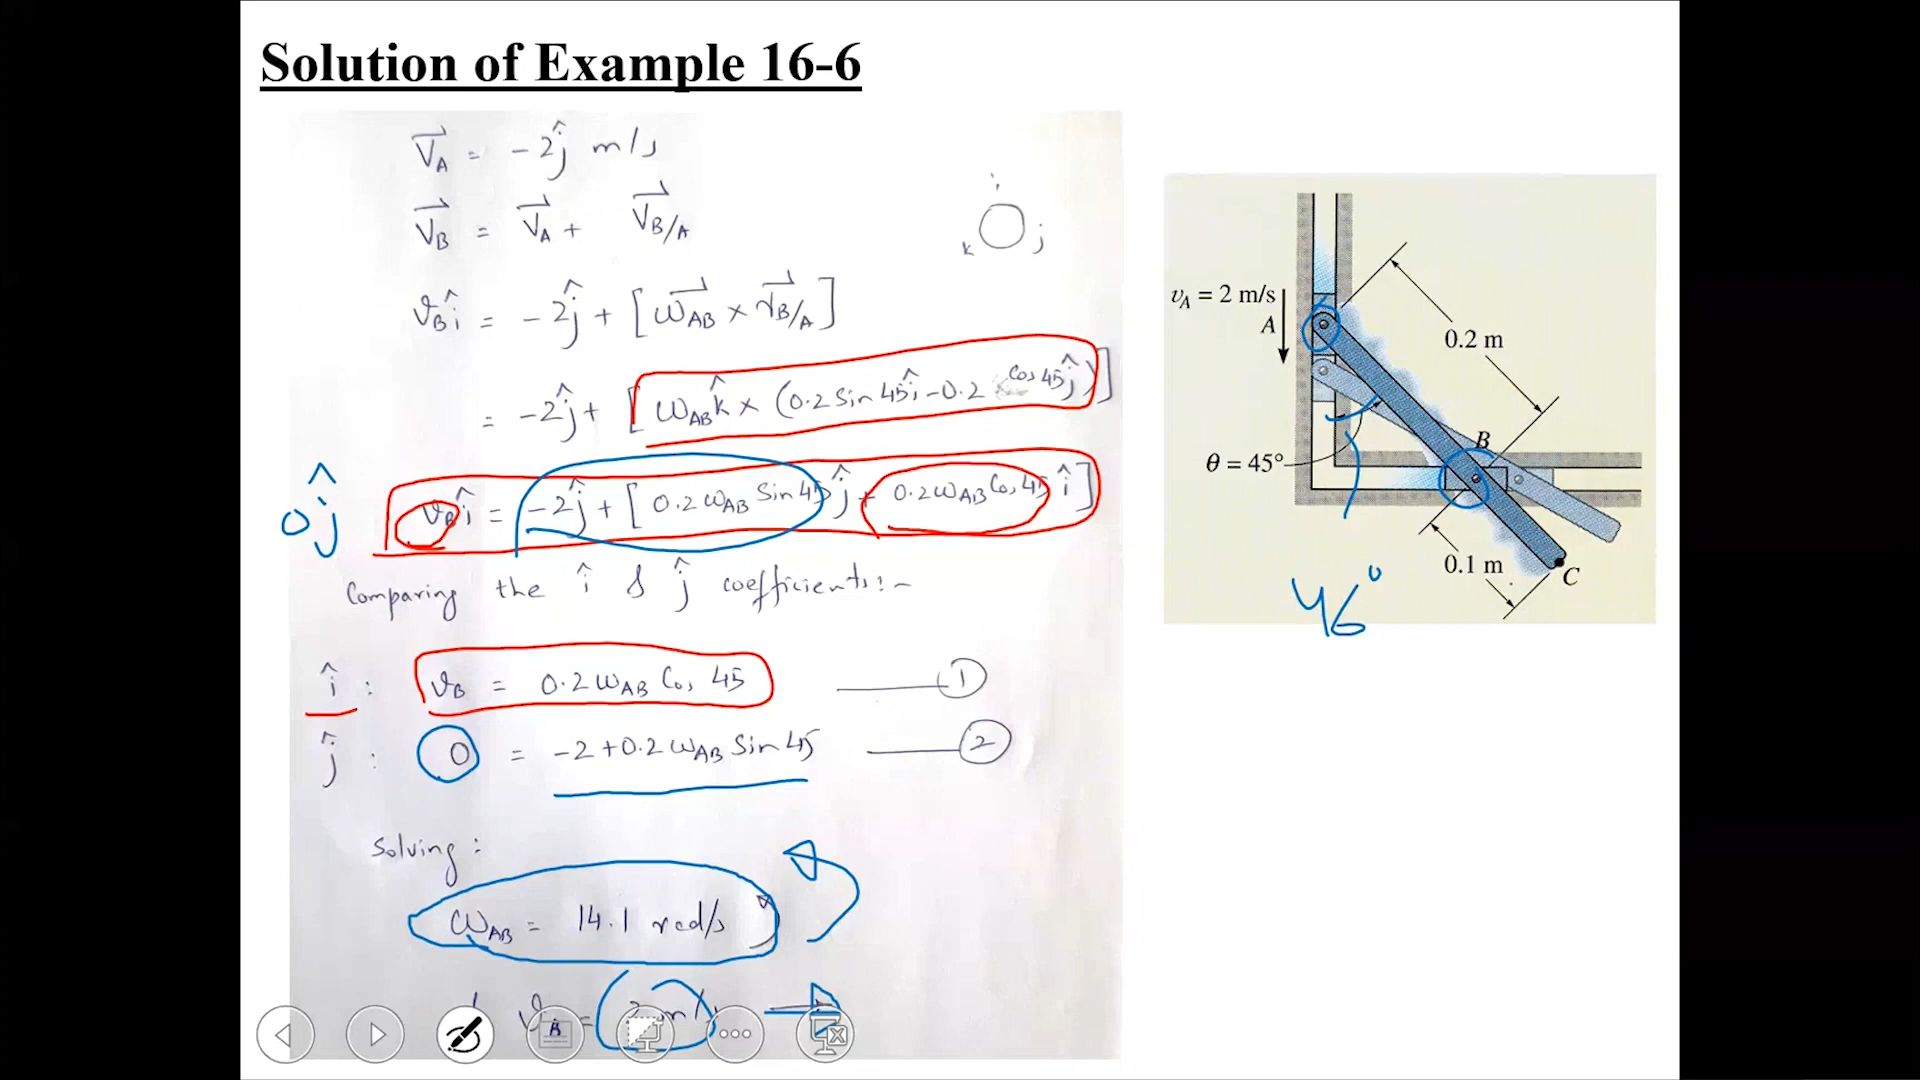 Solution of Example 16-6
V_A = -2ĵ m/s
V_B = V_A + V_B/A
i
k j
v_B î = -2ĵ + [ω_AB × r_B/A]
= -2ĵ + [ω_AB k̂ × (0.2 Sin 45 î - 0.2 Cos 45 ĵ)]
0ĵ v_B î = -2ĵ + [0.2 ω_AB Sin 45 ĵ + 0.2 ω_AB Cos 45 î]
Comparing the î & ĵ coefficients:-
î : v_B = 0.2 ω_AB Cos 45 ——— 1
ĵ : 0 = -2 + 0.2 ω_AB Sin 45 ——— 2
Solving :
ω_AB = 14.1 rad/s
v_B = 2 m/s →
v_A = 2 m/s
A
0.2 m
B
θ = 45°
0.1 m
C
46°